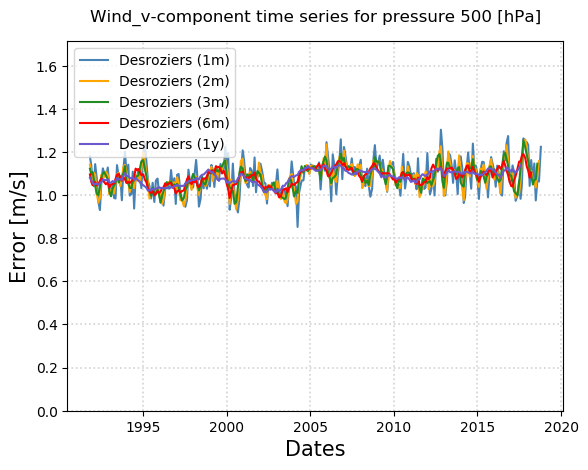 Wind_v-component time series for pressure 500 [hPa]
Desroziers (1m)
Desroziers (2m)
Desroziers (3m)
Desroziers (6m)
Desroziers (1y)
1.6
1.4
1.2
1.0
0.8
0.6
0.4
0.2
0.0
Error [m/s]
1995 2000 2005 2010 2015 2020
Dates